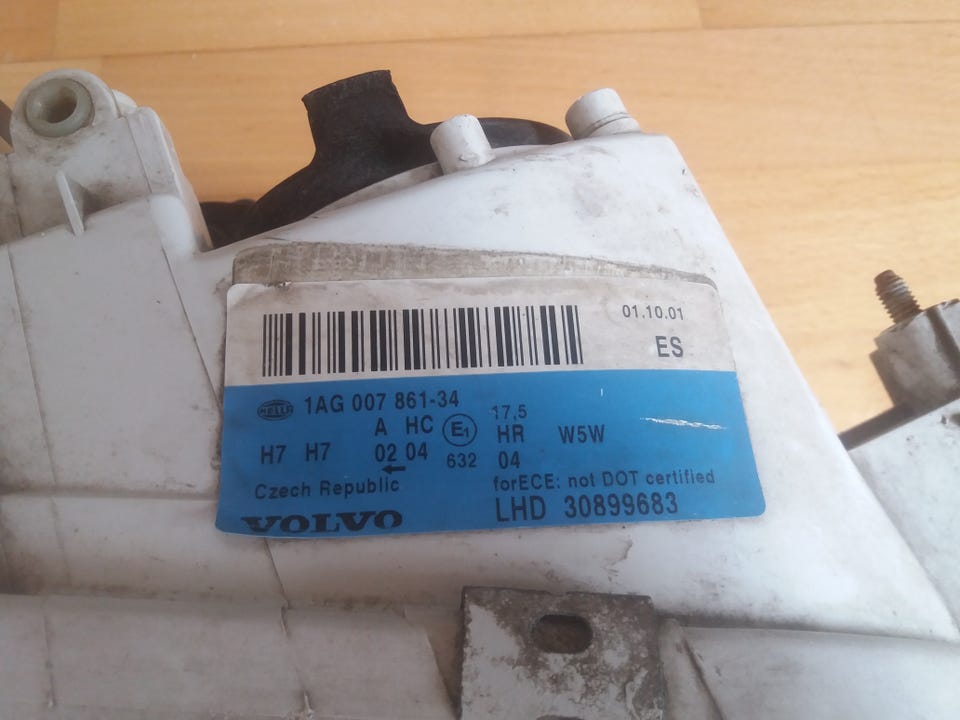 01.10.01
ES
HELLA 1AG 007 861-34
A HC E1 17,5
H7 H7 02 04 632 HR W5W
04
Czech Republic forECE: not DOT certified
VOLVO LHD 30899683